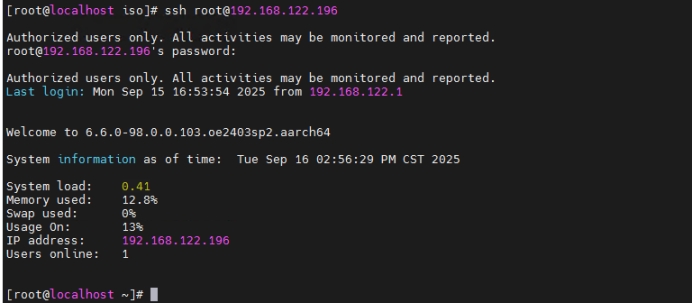 [root@localhost iso]# ssh root@192.168.122.196
Authorized users only. All activities may be monitored and reported.
root@192.168.122.196's password:
Authorized users only. All activities may be monitored and reported.
Last login: Mon Sep 15 16:53:54 2025 from 192.168.122.1
Welcome to 6.6.0-98.0.0.103.oe2403sp2.aarch64
System information as of time:  Tue Sep 16 02:56:29 PM CST 2025
System load:    0.41
Memory used:    12.8%
Swap used:      0%
Usage On:       13%
IP address:     192.168.122.196
Users online:   1
[root@localhost ~]#